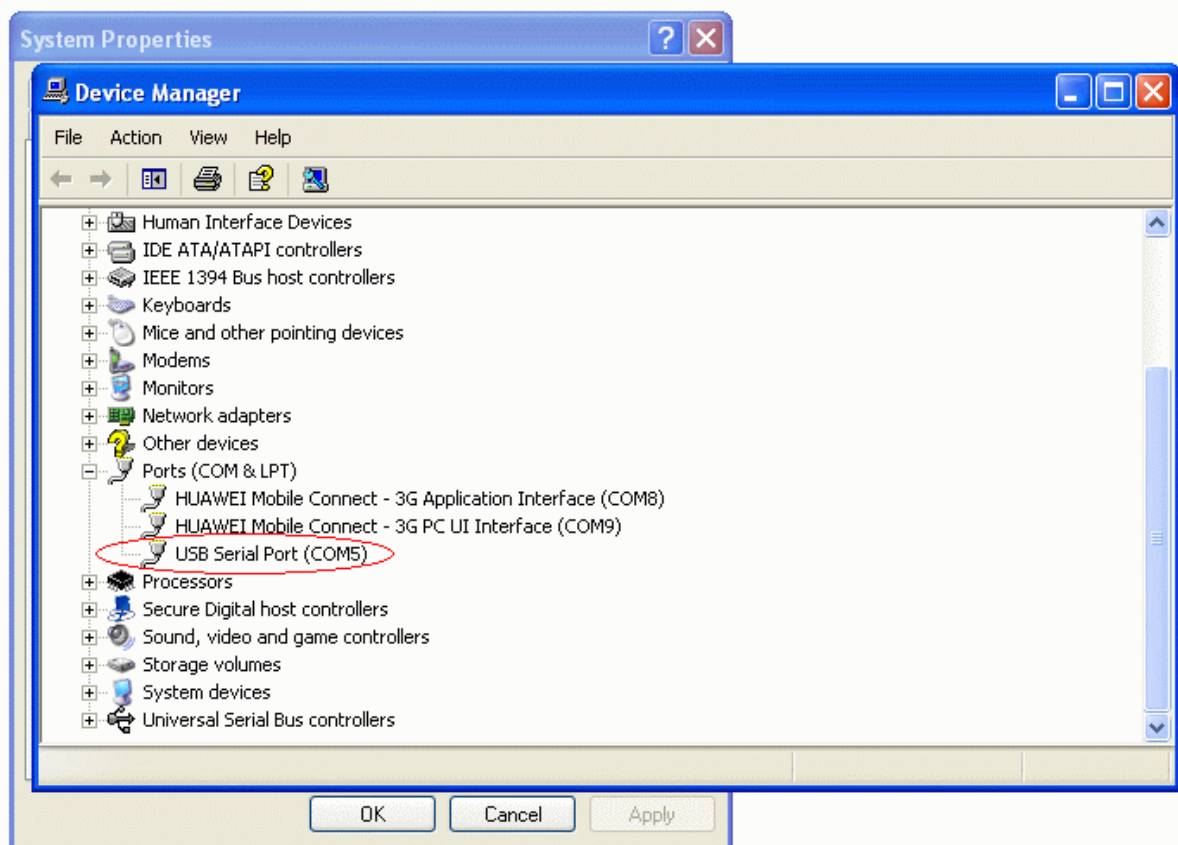 System Properties
Device Manager
File Action View Help
Human Interface Devices
IDE ATA/ATAPI controllers
IEEE 1394 Bus host controllers
Keyboards
Mice and other pointing devices
Modems
Monitors
Network adapters
Other devices
Ports (COM & LPT)
HUAWEI Mobile Connect - 3G Application Interface (COM8)
HUAWEI Mobile Connect - 3G PC UI Interface (COM9)
USB Serial Port (COM5)
Processors
Secure Digital host controllers
Sound, video and game controllers
Storage volumes
System devices
Universal Serial Bus controllers
OK Cancel Apply